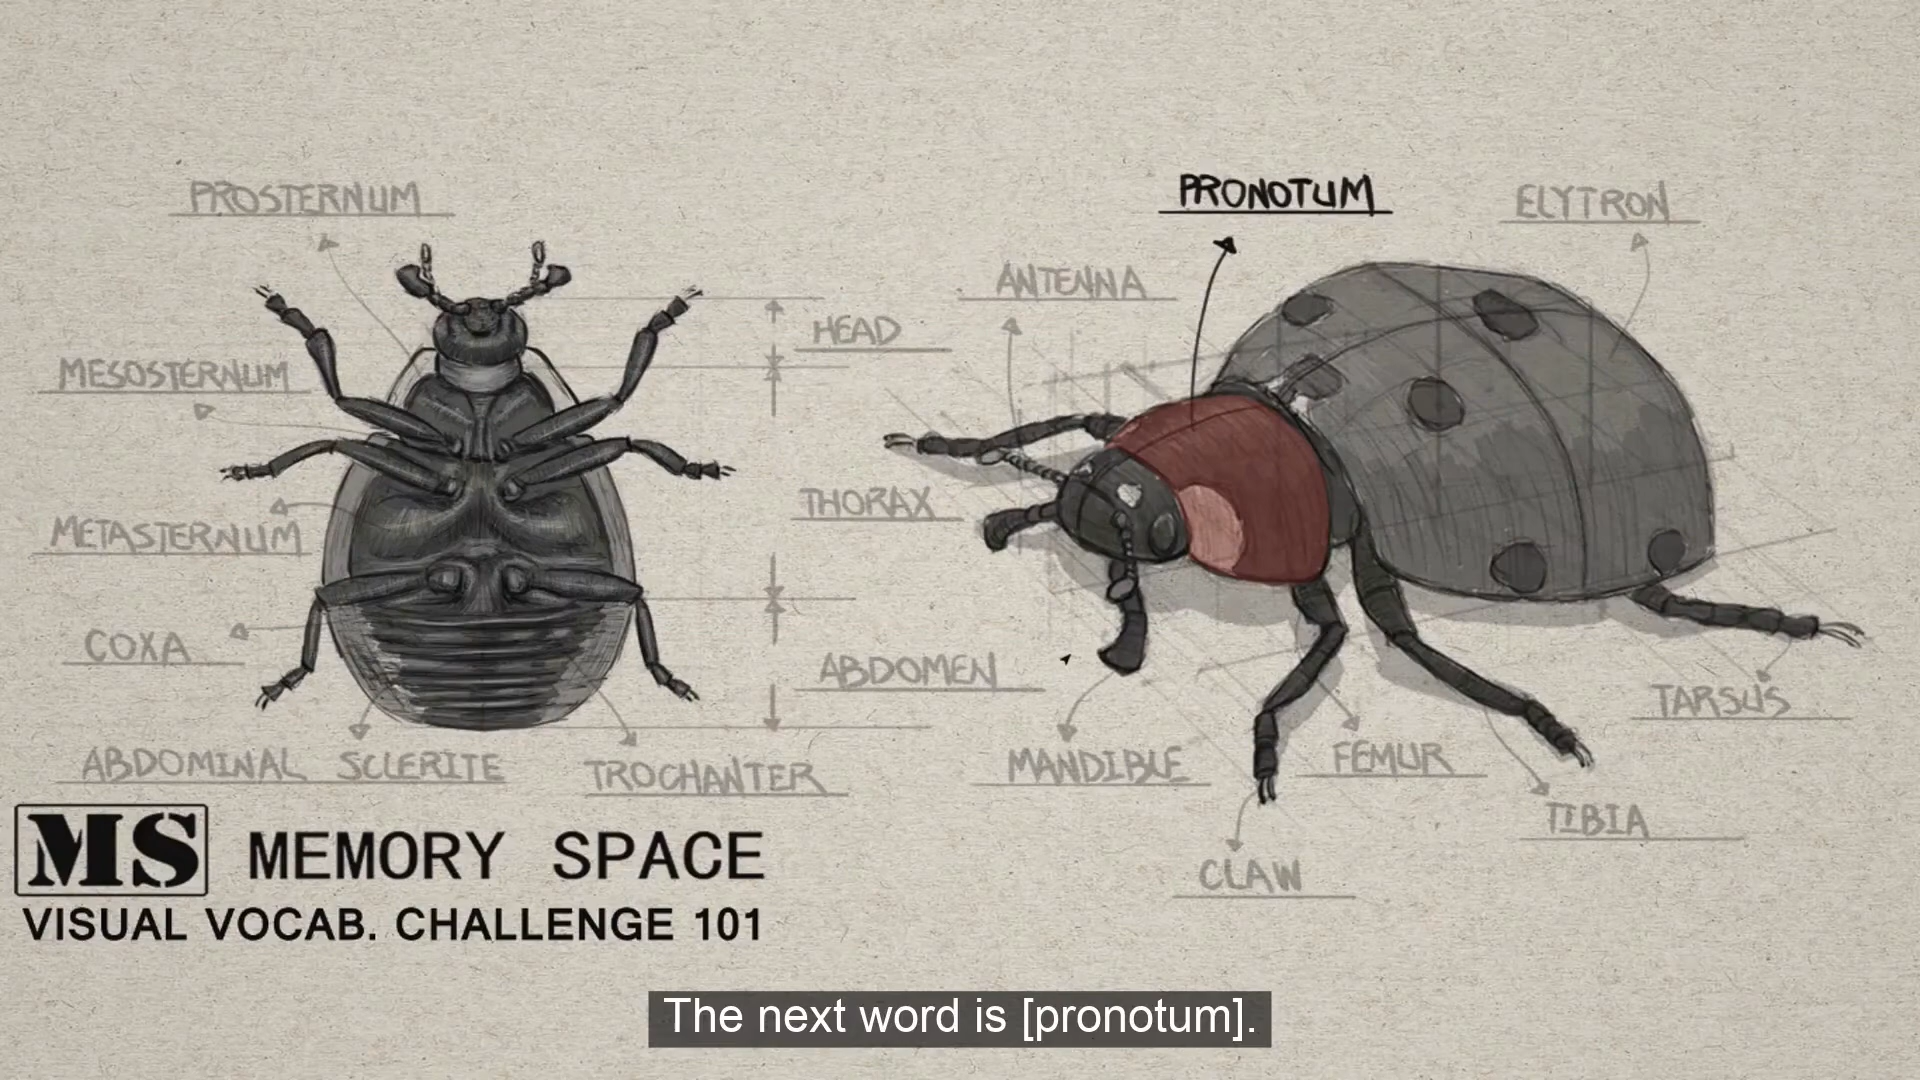 PROSTERNUM
MESOSTERNUM
METASTERNUM
COXA
ABDOMINAL SCLERITE
TROCHANTER
HEAD
THORAX
ABDOMEN
PRONOTUM
ELYTRON
ANTENNA
MANDIBLE
FEMUR
TARSUS
TIBIA
CLAW
MS MEMORY SPACE
VISUAL VOCAB. CHALLENGE 101
The next word is [pronotum].